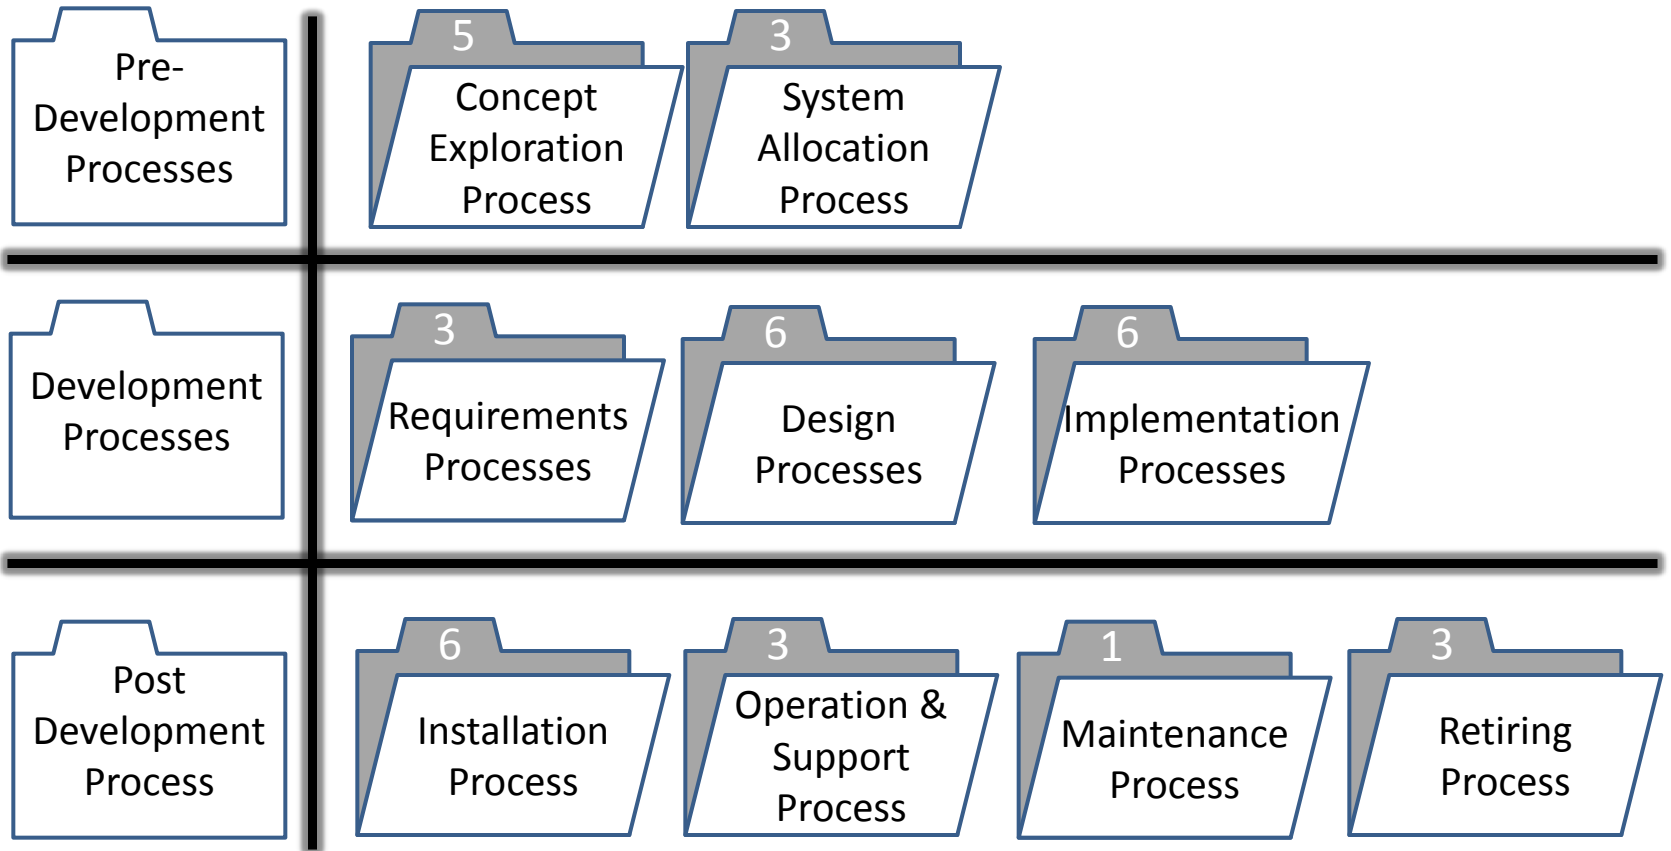 Pre-
Development
Processes
5
Concept
Exploration
Process
3
System
Allocation
Process
Development
Processes
3
Requirements
Processes
6
Design
Processes
6
Implementation
Processes
Post
Development
Process
6
Installation
Process
3
Operation &
Support
Process
1
Maintenance
Process
3
Retiring
Process